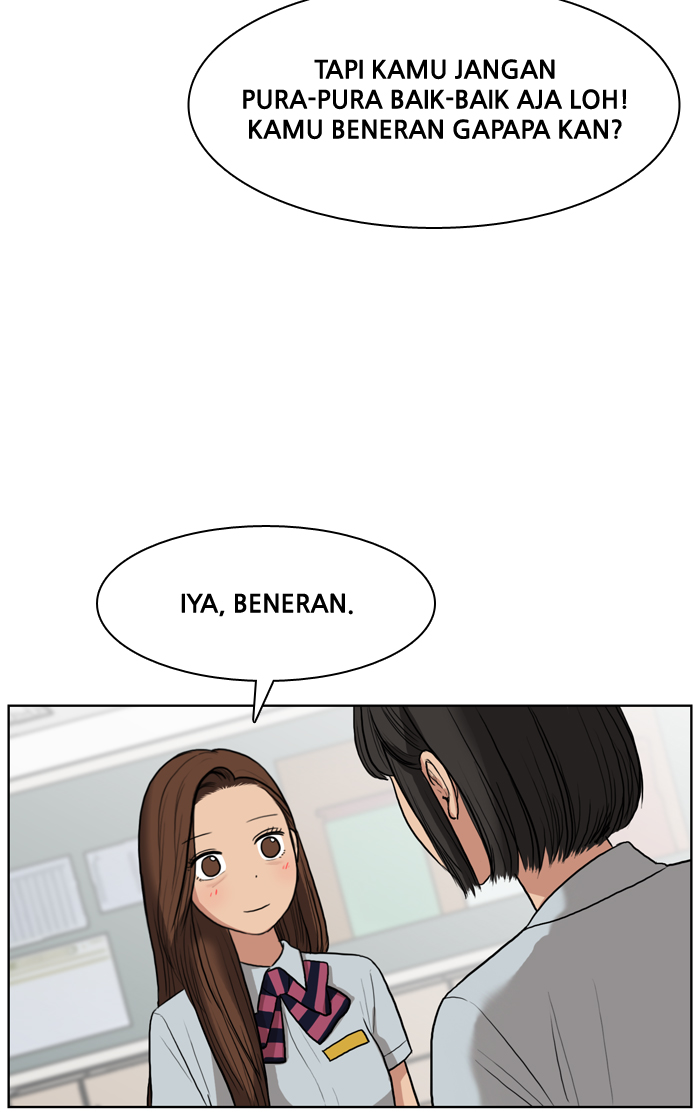 TAPI KAMU JANGAN
PURA-PURA BAIK-BAIK AJA LOH!
KAMU BENERAN GAPAPA KAN?
IYA, BENERAN.